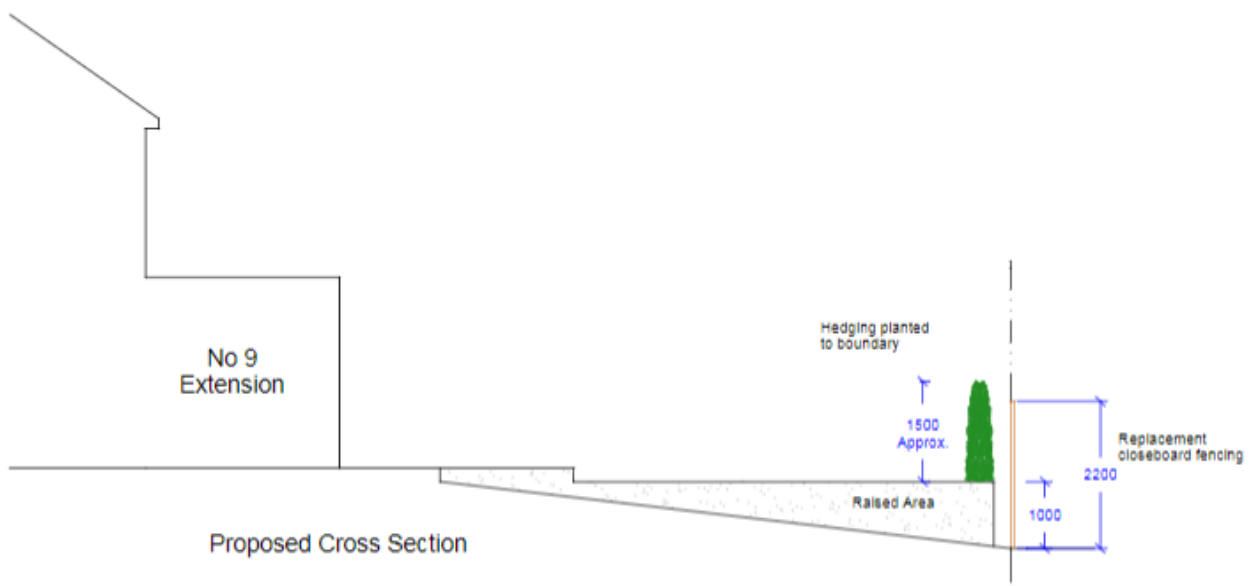 Hedging planted
to boundary
No 9
Extension
1500
Approx.
Replacement
closeboard fencing
2200
Raised Area
1000
Proposed Cross Section